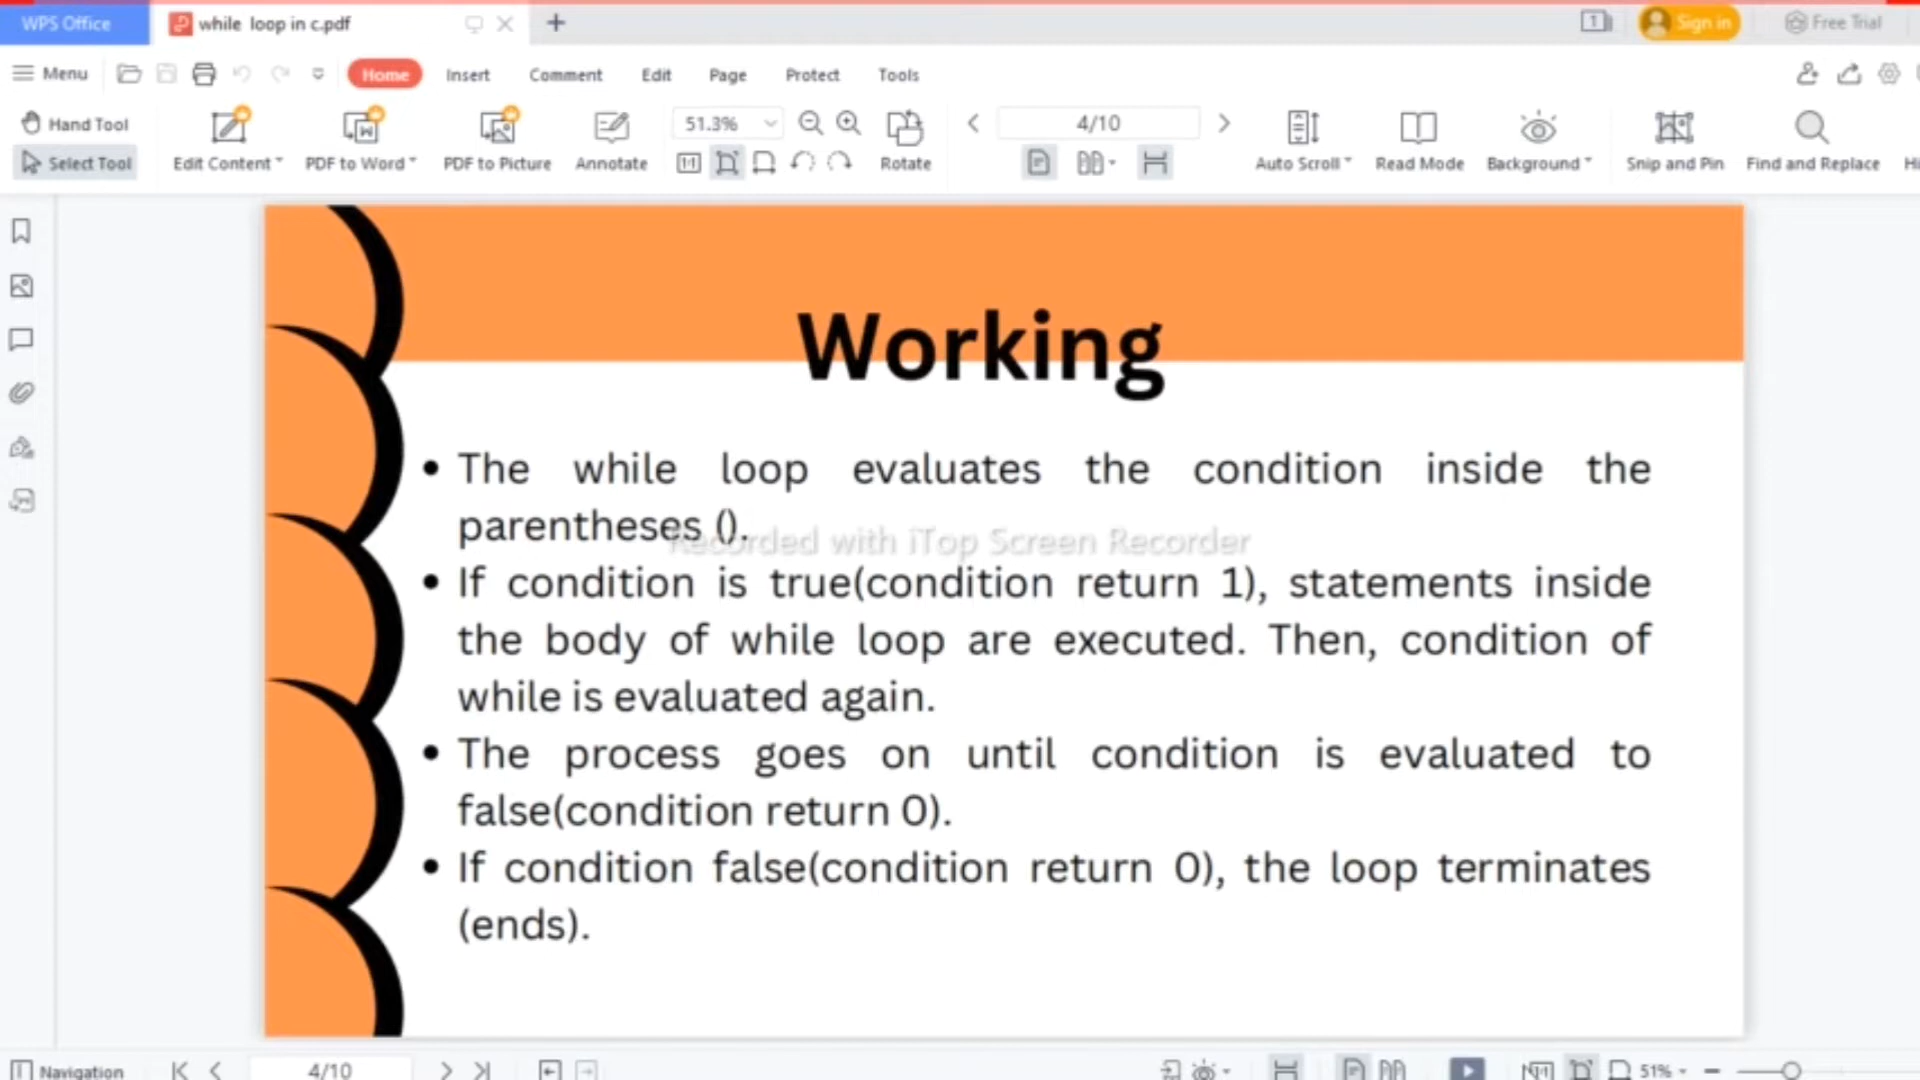 WPS Office
while loop in c.pdf
1
Sign in
Free Trial
Menu
Home
Insert
Comment
Edit
Page
Protect
Tools
Hand Tool
Select Tool
Edit Content
PDF to Word
PDF to Picture
Annotate
51.3%
Rotate
4/10
Auto Scroll
Read Mode
Background
Snip and Pin
Find and Replace
Working
• The while loop evaluates the condition inside the
parentheses ().
Recorded with iTop Screen Recorder
• If condition is true(condition return 1), statements inside
the body of while loop are executed. Then, condition of
while is evaluated again.
• The process goes on until condition is evaluated to
false(condition return 0).
• If condition false(condition return 0), the loop terminates
(ends).
Navigation
4/10
51%